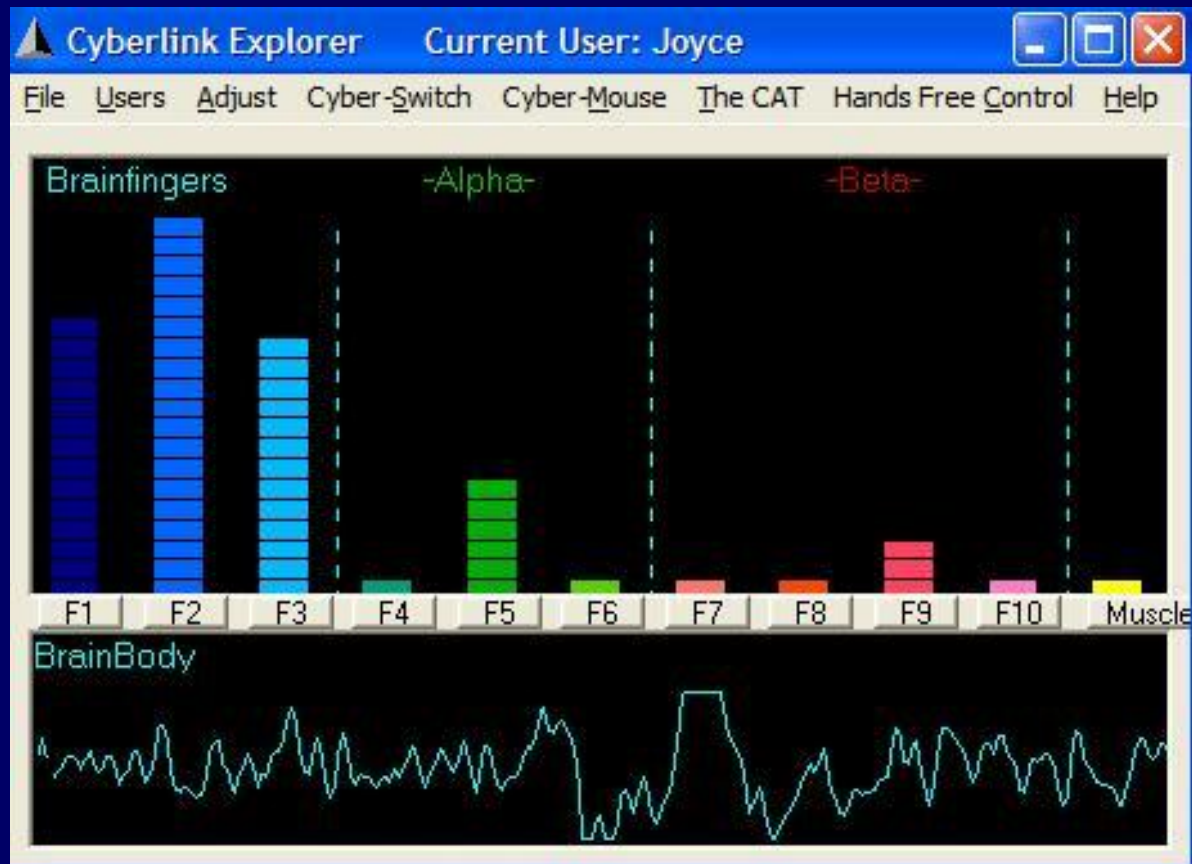 Cyberlink Explorer Current User: Joyce
File Users Adjust Cyber-Switch Cyber-Mouse The CAT Hands Free Control Help
Brainfingers -Alpha- -Beta-
F1 F2 F3 F4 F5 F6 F7 F8 F9 F10 Muscle
BrainBody